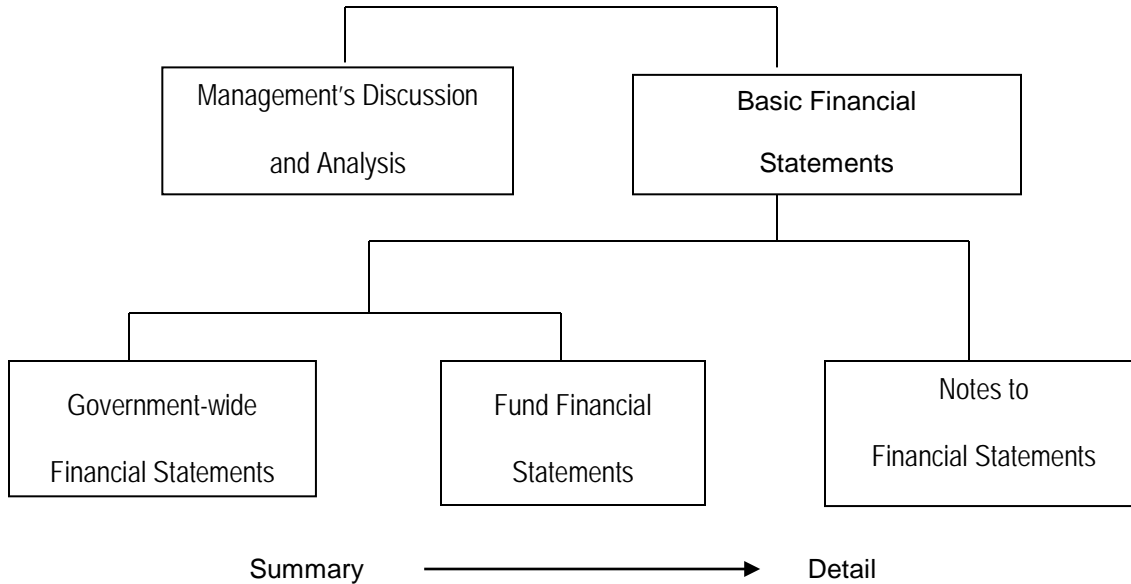 Management's Discussion
and Analysis
Basic Financial
Statements
Government-wide
Financial Statements
Fund Financial
Statements
Notes to
Financial Statements
Summary
Detail